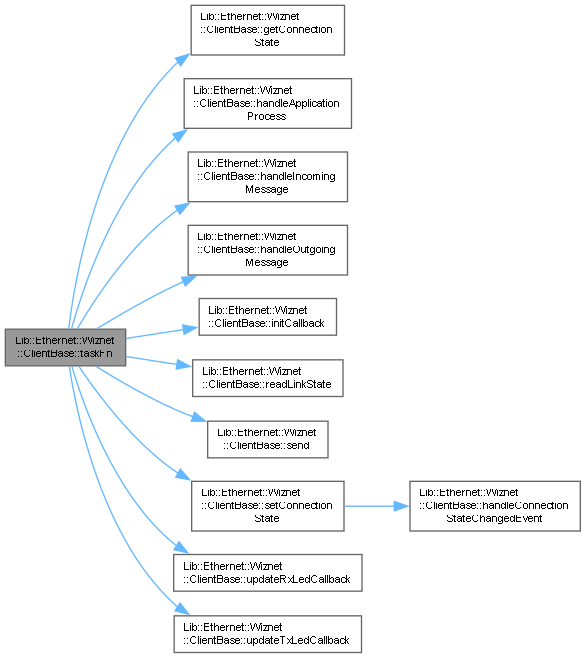 Lib::Ethernet::Wiznet
::ClientBase::getConnection
State
Lib::Ethernet::Wiznet
::ClientBase::handleApplication
Process
Lib::Ethernet::Wiznet
::ClientBase::handleIncoming
Message
Lib::Ethernet::Wiznet
::ClientBase::handleOutgoing
Message
Lib::Ethernet::Wiznet
::ClientBase::initCallback
Lib::Ethernet::Wiznet
::ClientBase::taskFn
Lib::Ethernet::Wiznet
::ClientBase::readLinkState
Lib::Ethernet::Wiznet
::ClientBase::send
Lib::Ethernet::Wiznet
::ClientBase::setConnection
State
Lib::Ethernet::Wiznet
::ClientBase::handleConnection
StateChangedEvent
Lib::Ethernet::Wiznet
::ClientBase::updateRxLedCallback
Lib::Ethernet::Wiznet
::ClientBase::updateTxLedCallback